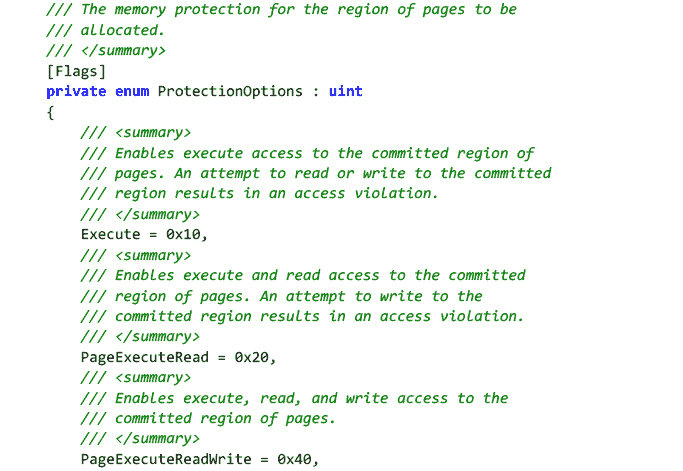 /// The memory protection for the region of pages to be
/// allocated.
/// </summary>
[Flags]
private enum ProtectionOptions : uint
{
/// <summary>
/// Enables execute access to the committed region of
/// pages. An attempt to read or write to the committed
/// region results in an access violation.
/// </summary>
Execute = 0x10,
/// <summary>
/// Enables execute and read access to the committed
/// region of pages. An attempt to write to the
/// committed region results in an access violation.
/// </summary>
PageExecuteRead = 0x20,
/// <summary>
/// Enables execute, read, and write access to the
/// committed region of pages.
/// </summary>
PageExecuteReadWrite = 0x40,